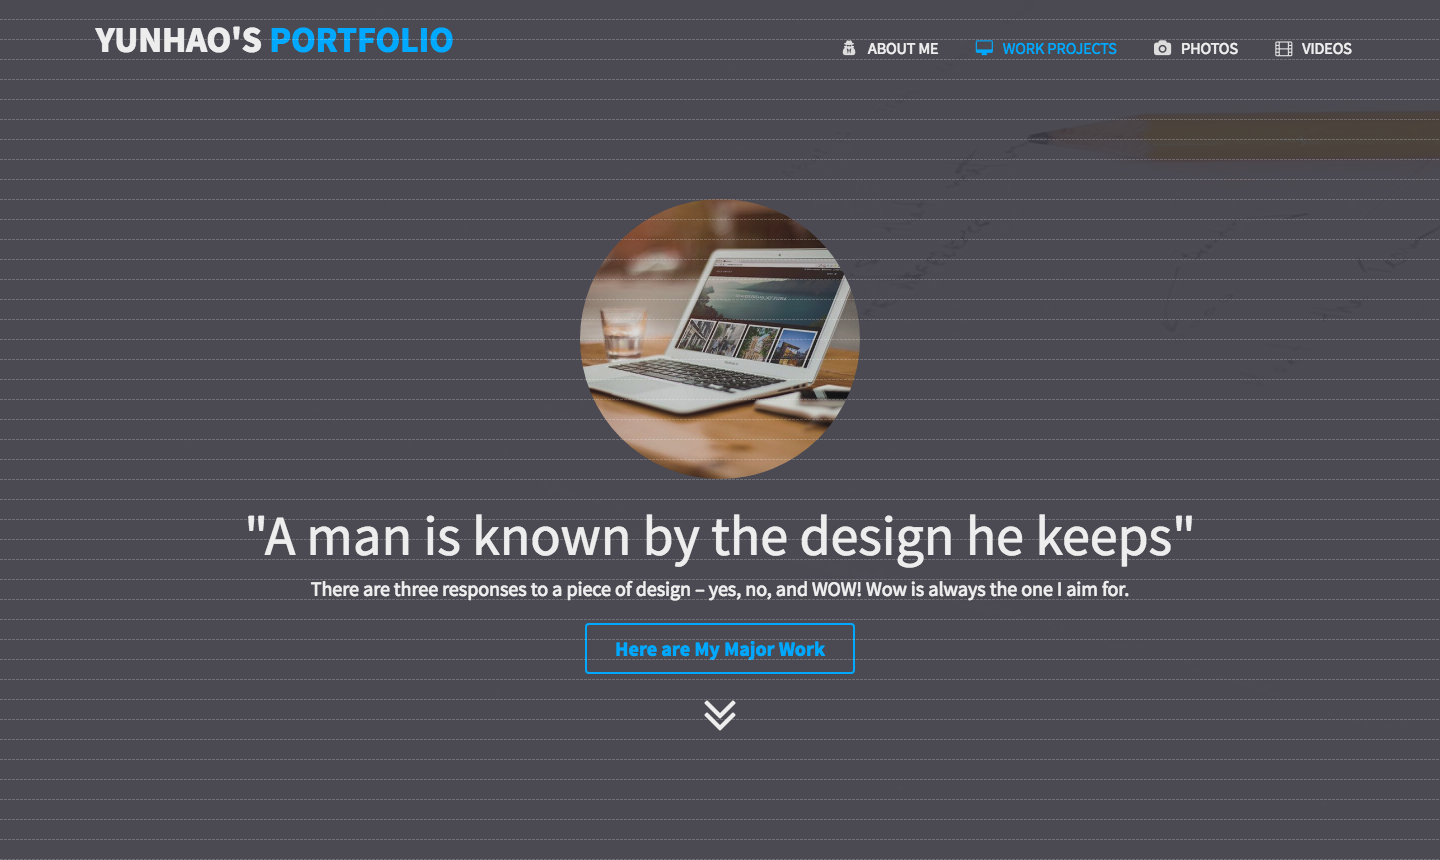 YUNHAO'S PORTFOLIO
ABOUT ME
WORK PROJECTS
PHOTOS
VIDEOS
"A man is known by the design he keeps"
There are three responses to a piece of design – yes, no, and WOW! Wow is always the one I aim for.
Here are My Major Work